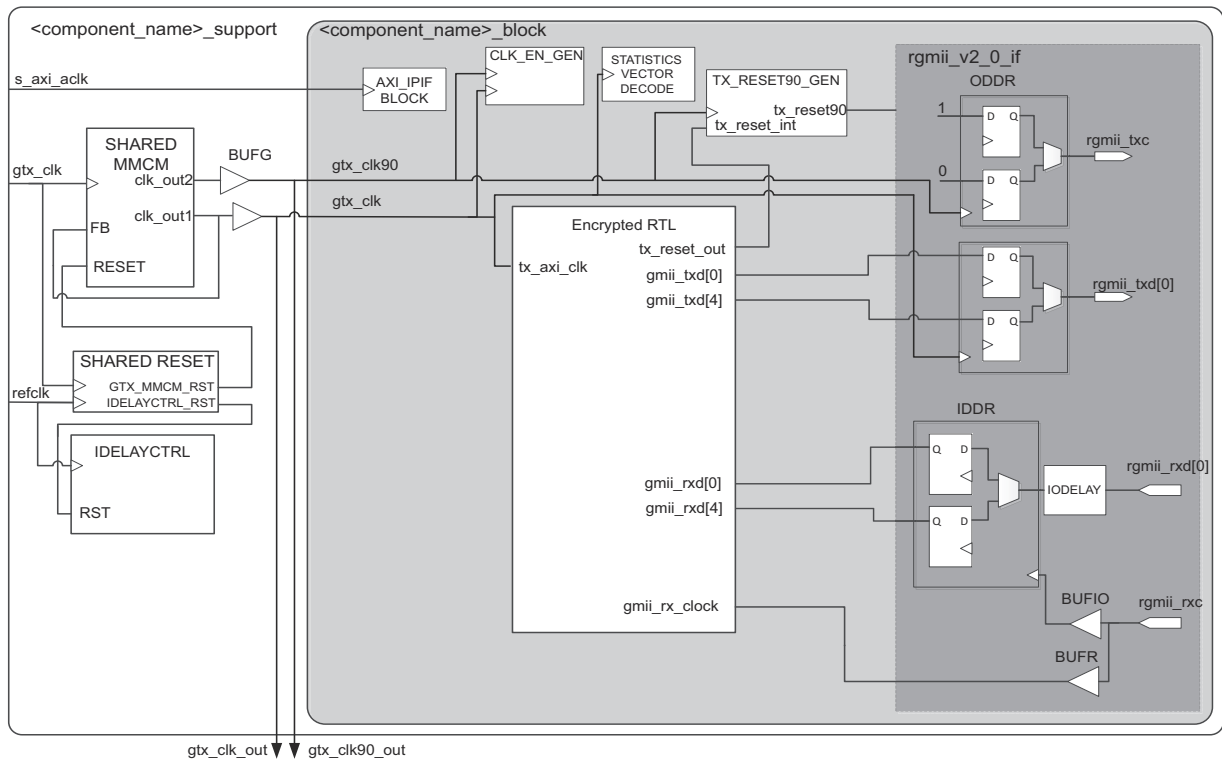 <component_name>_support
<component_name>_block
s_axi_aclk
AXI_IPIF
BLOCK
CLK_EN_GEN
STATISTICS
VECTOR
DECODE
TX_RESET90_GEN
tx_reset90
tx_reset_int
rgmii_v2_0_if
ODDR
1
D
Q
0
D
Q
rgmii_txc
SHARED
MMCM
gtx_clk
clk_out2
clk_out1
FB
RESET
BUFG
gtx_clk90
gtx_clk
Encrypted RTL
tx_reset_out
tx_axi_clk
gmii_txd[0]
gmii_txd[4]
D
Q
D
Q
rgmii_txd[0]
SHARED RESET
GTX_MMCM_RST
refclk
IDELAYCTRL_RST
IDELAYCTRL
RST
IDDR
Q
D
Q
D
gmii_rxd[0]
gmii_rxd[4]
IODELAY
rgmii_rxd[0]
gmii_rx_clock
BUFIO
rgmii_rxc
BUFR
gtx_clk_out
gtx_clk90_out